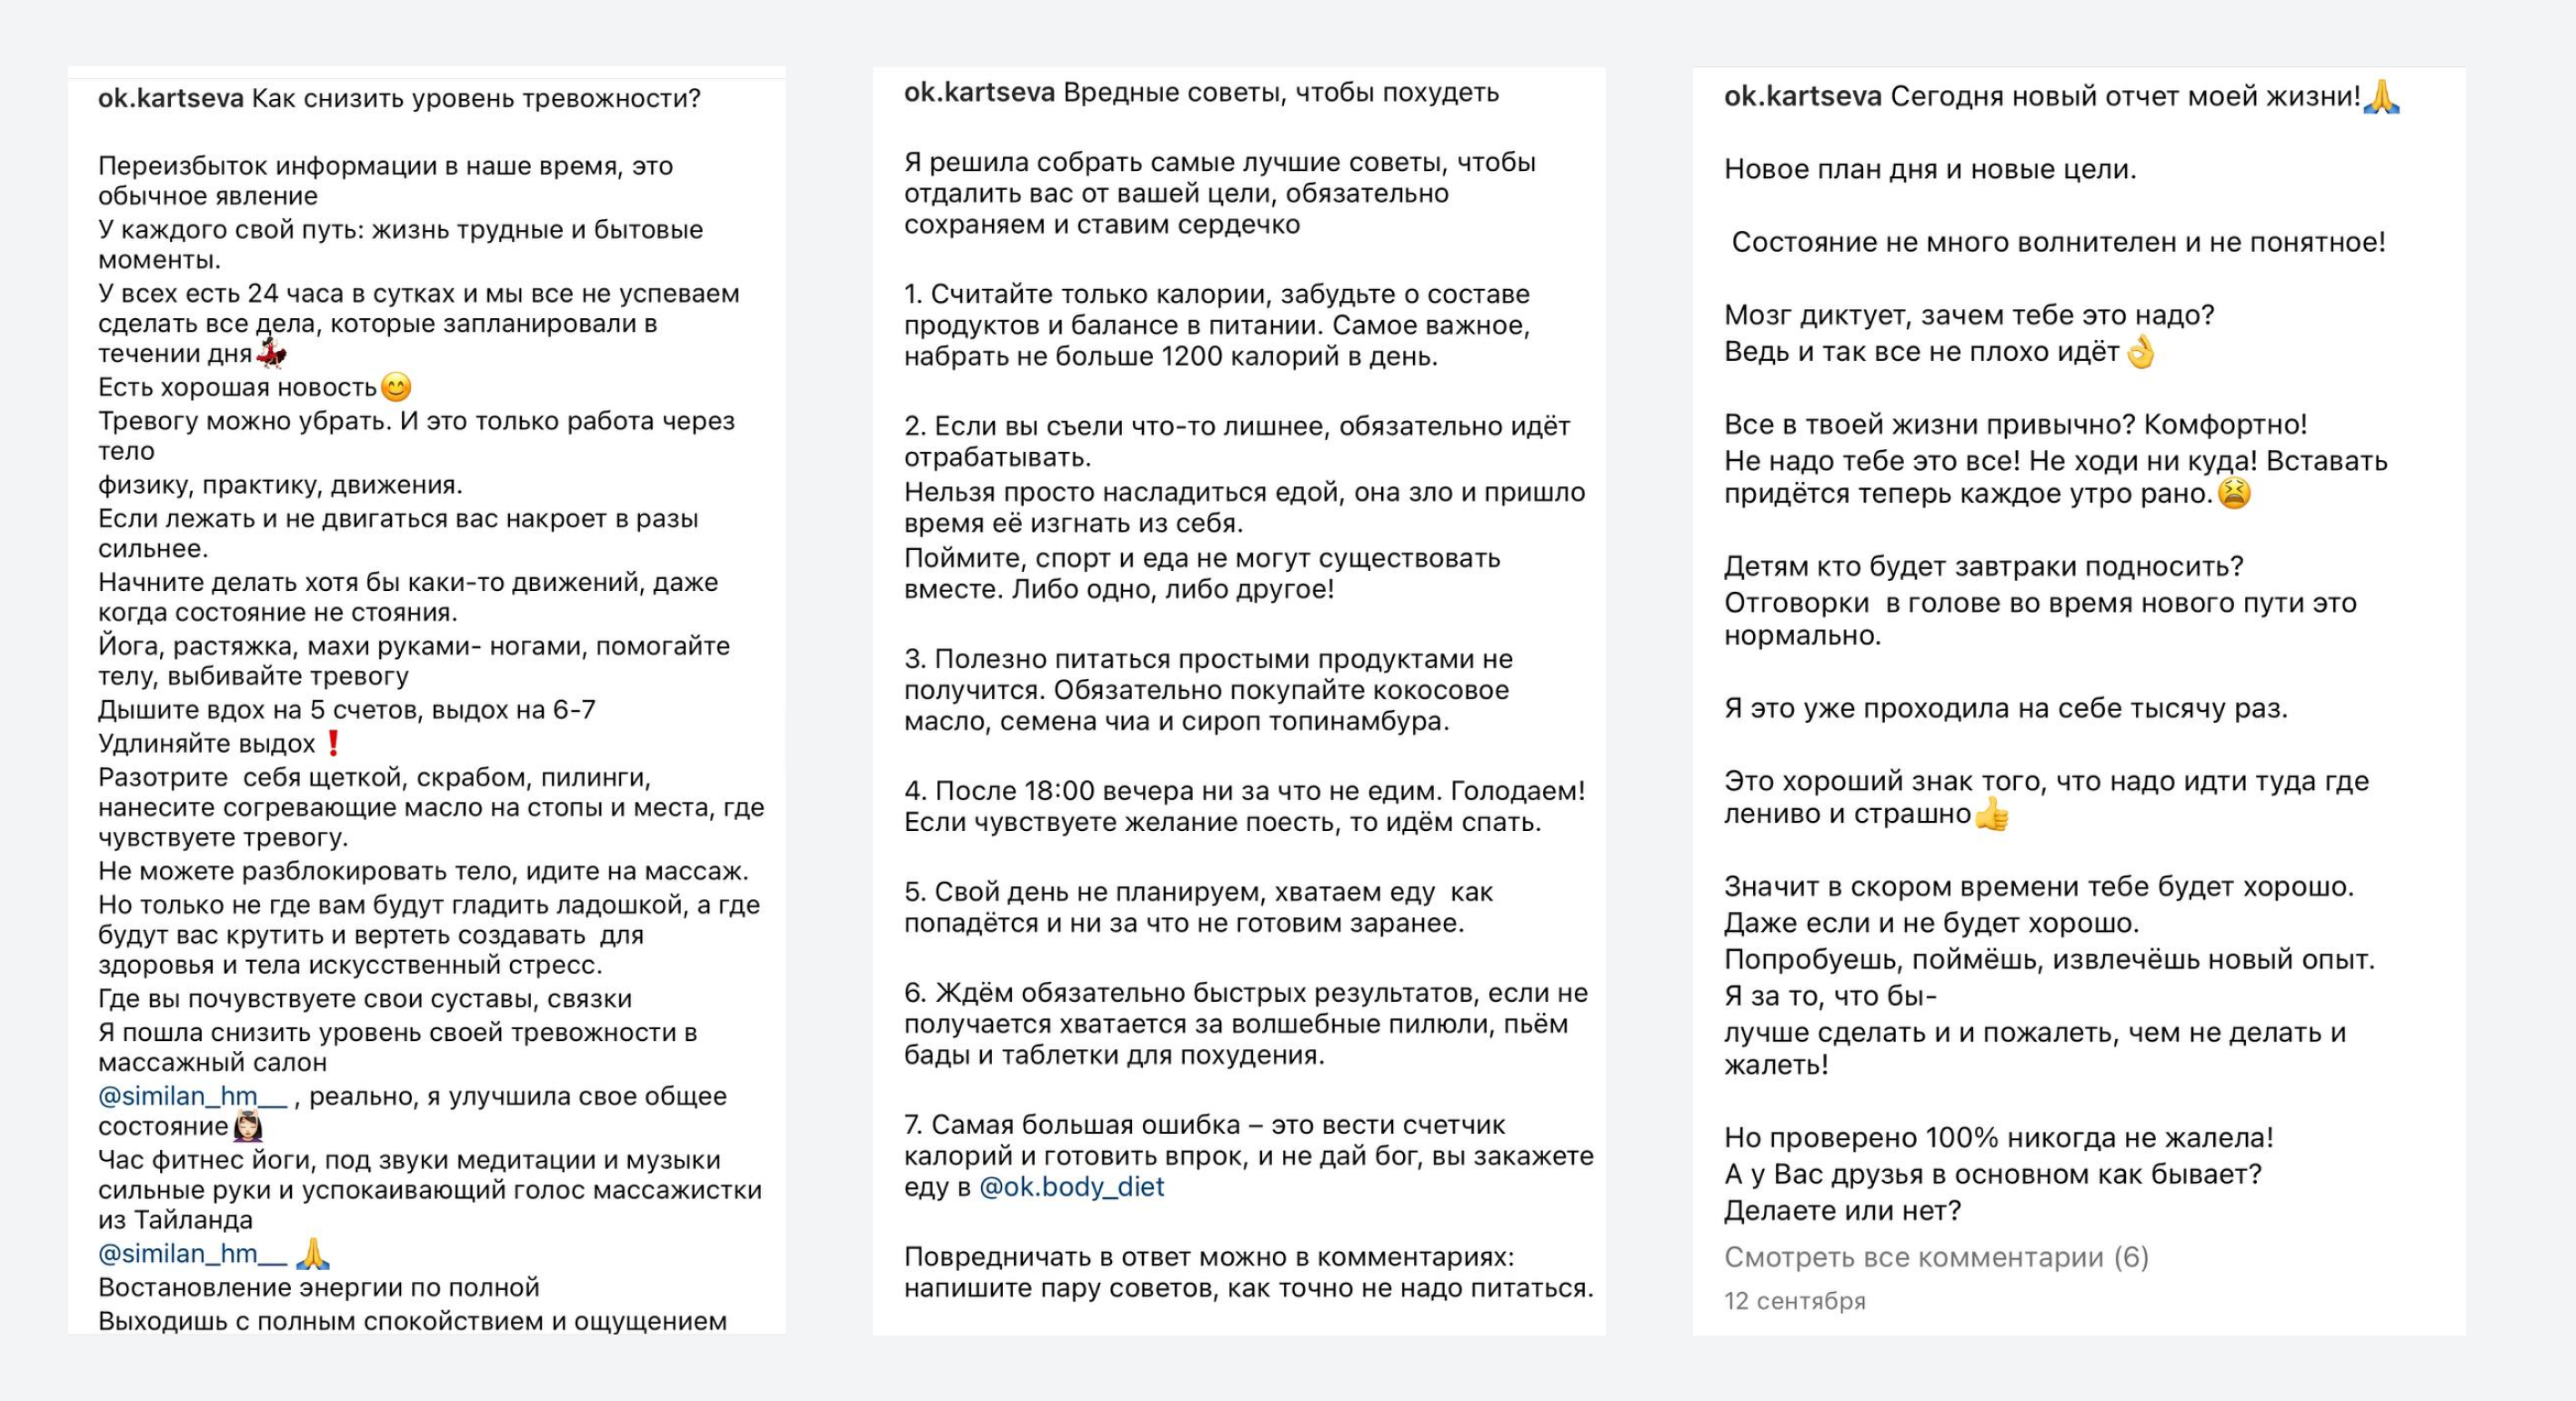 ok.kartseva Как снизить уровень тревожности?
Переизбыток информации в наше время, это
обычное явление
У каждого свой путь: жизнь трудные и бытовые
моменты.
У всех есть 24 часа в сутках и мы все не успеваем
сделать все дела, которые запланировали в
течении дня💃
Есть хорошая новость😊
Тревогу можно убрать. И это только работа через
тело
физику, практику, движения.
Если лежать и не двигаться вас накроет в разы
сильнее.
Начните делать хотя бы каки-то движений, даже
когда состояние не стояния.
Йога, растяжка, махи руками- ногами, помогайте
телу, выбивайте тревогу
Дышите вдох на 5 счетов, выдох на 6-7
Удлиняйте выдох❗
Разотрите  себя щеткой, скрабом, пилинги,
нанесите согревающие масло на стопы и места, где
чувствуете тревогу.
Не можете разблокировать тело, идите на массаж.
Но только не где вам будут гладить ладошкой, а где
будут вас крутить и вертеть создавать  для
здоровья и тела искусственный стресс.
Где вы почувствуете свои суставы, связки
Я пошла снизить уровень своей тревожности в
массажный салон
@similan_hm__ , реально, я улучшила свое общее
состояние💆🏻‍♀️
Час фитнес йоги, под звуки медитации и музыки
сильные руки и успокаивающий голос массажистки
из Тайланда
@similan_hm__ 🙏
Востановление энергии по полной
Выходишь с полным спокойствием и ощущением
ok.kartseva Вредные советы, чтобы похудеть
Я решила собрать самые лучшие советы, чтобы
отдалить вас от вашей цели, обязательно
сохраняем и ставим сердечко
1. Считайте только калории, забудьте о составе
продуктов и балансе в питании. Самое важное,
набрать не больше 1200 калорий в день.
2. Если вы съели что-то лишнее, обязательно идёт
отрабатывать.
Нельзя просто насладиться едой, она зло и пришло
время её изгнать из себя.
Поймите, спорт и еда не могут существовать
вместе. Либо одно, либо другое!
3. Полезно питаться простыми продуктами не
получится. Обязательно покупайте кокосовое
масло, семена чиа и сироп топинамбура.
4. После 18:00 вечера ни за что не едим. Голодаем!
Если чувствуете желание поесть, то идём спать.
5. Свой день не планируем, хватаем еду  как
попадётся и ни за что не готовим заранее.
6. Ждём обязательно быстрых результатов, если не
получается хватается за волшебные пилюли, пьём
бады и таблетки для похудения.
7. Самая большая ошибка – это вести счетчик
калорий и готовить впрок, и не дай бог, вы закажете
еду в @ok.body_diet
Повредничать в ответ можно в комментариях:
напишите пару советов, как точно не надо питаться.
ok.kartseva Сегодня новый отчет моей жизни!🙏
Новое план дня и новые цели.
Состояние не много волнителен и не понятное!
Мозг диктует, зачем тебе это надо?
Ведь и так все не плохо идёт👌
Все в твоей жизни привычно? Комфортно!
Не надо тебе это все! Не ходи ни куда! Вставать
придётся теперь каждое утро рано.😫
Детям кто будет завтраки подносить?
Отговорки  в голове во время нового пути это
нормально.
Я это уже проходила на себе тысячу раз.
Это хороший знак того, что надо идти туда где
лениво и страшно👍
Значит в скором времени тебе будет хорошо.
Даже если и не будет хорошо.
Попробуешь, поймёшь, извлечёшь новый опыт.
Я за то, что бы-
лучше сделать и и пожалеть, чем не делать и
жалеть!
Но проверено 100% никогда не жалела!
А у Вас друзья в основном как бывает?
Делаете или нет?
Смотреть все комментарии (6)
12 сентября